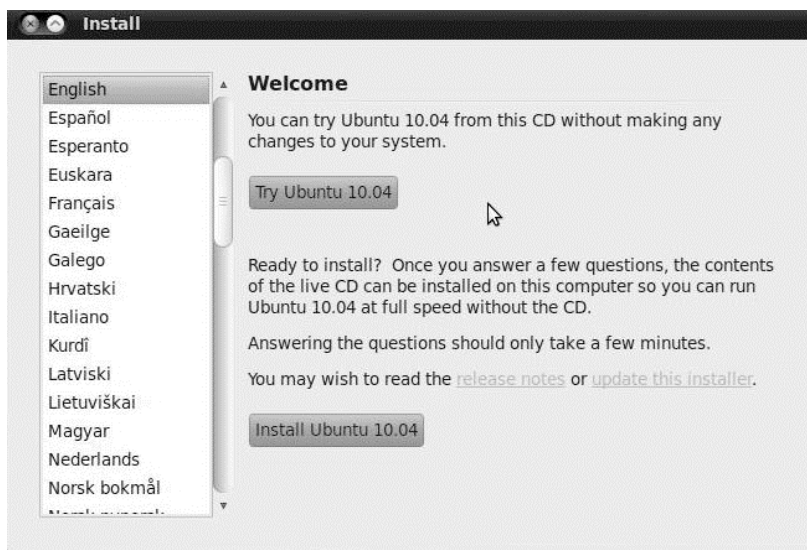 Install
English
Español
Esperanto
Euskara
Français
Gaeilge
Galego
Hrvatski
Italiano
Kurdî
Latviski
Lietuviškai
Magyar
Nederlands
Norsk bokmål
Welcome
You can try Ubuntu 10.04 from this CD without making any
changes to your system.
Try Ubuntu 10.04
Ready to install? Once you answer a few questions, the contents
of the live CD can be installed on this computer so you can run
Ubuntu 10.04 at full speed without the CD.
Answering the questions should only take a few minutes.
You may wish to read the release notes or update this installer.
Install Ubuntu 10.04